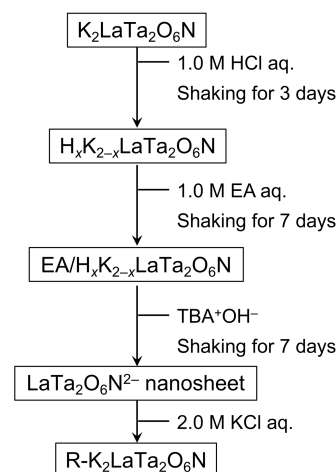 K₂LaTa₂O₆N
1.0 M HCl aq.
Shaking for 3 days
HₓK₂₋ₓLaTa₂O₆N
1.0 M EA aq.
Shaking for 7 days
EA/HₓK₂₋ₓLaTa₂O₆N
TBA⁺OH⁻
Shaking for 7 days
LaTa₂O₆N²⁻ nanosheet
2.0 M KCl aq.
R-K₂LaTa₂O₆N